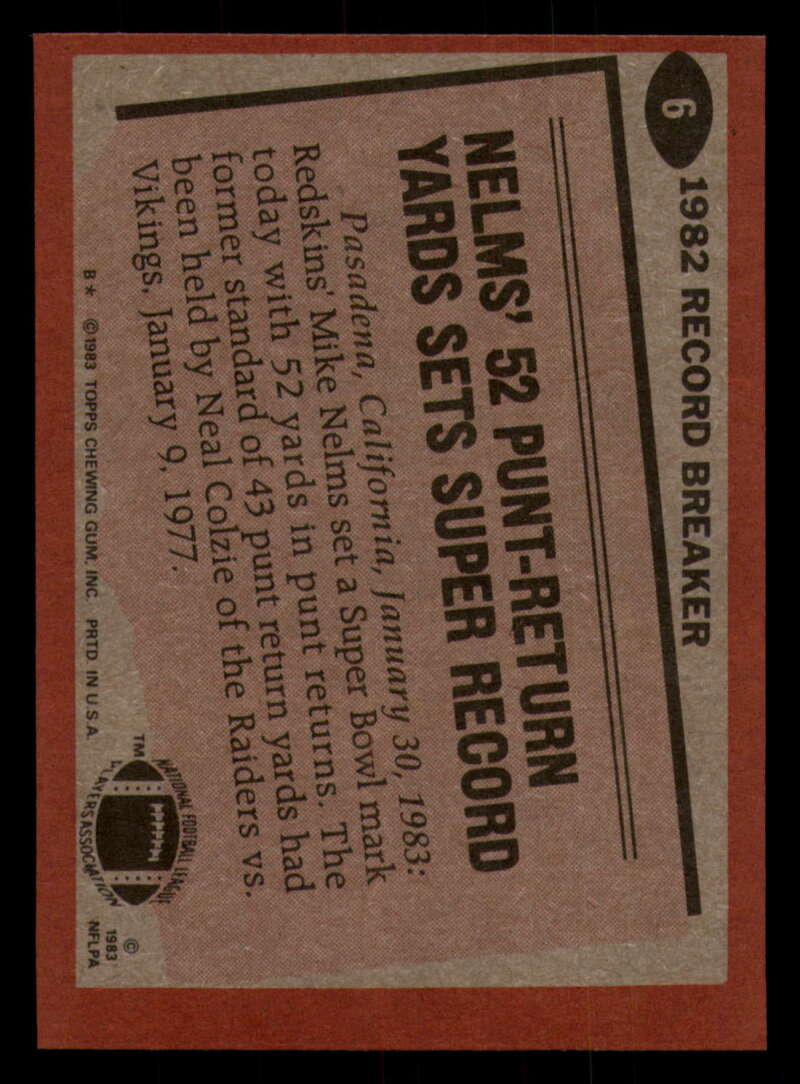 6
1982 RECORD BREAKER
NELMS' 52 PUNT-RETURN
YARDS SETS SUPER RECORD
Pasadena, California, January 30, 1983:
Redskins' Mike Nelms set a Super Bowl mark
today with 52 yards in punt returns. The
former standard of 43 punt return yards had
been held by Neal Colzie of the Raiders vs.
Vikings, January 9, 1977.
B* ©1983 TOPPS CHEWING GUM, INC. PRTD. IN U.S.A.
TM
NATIONAL FOOTBALL LEAGUE
PLAYERS ASSOCIATION
©
1983
NFLPA